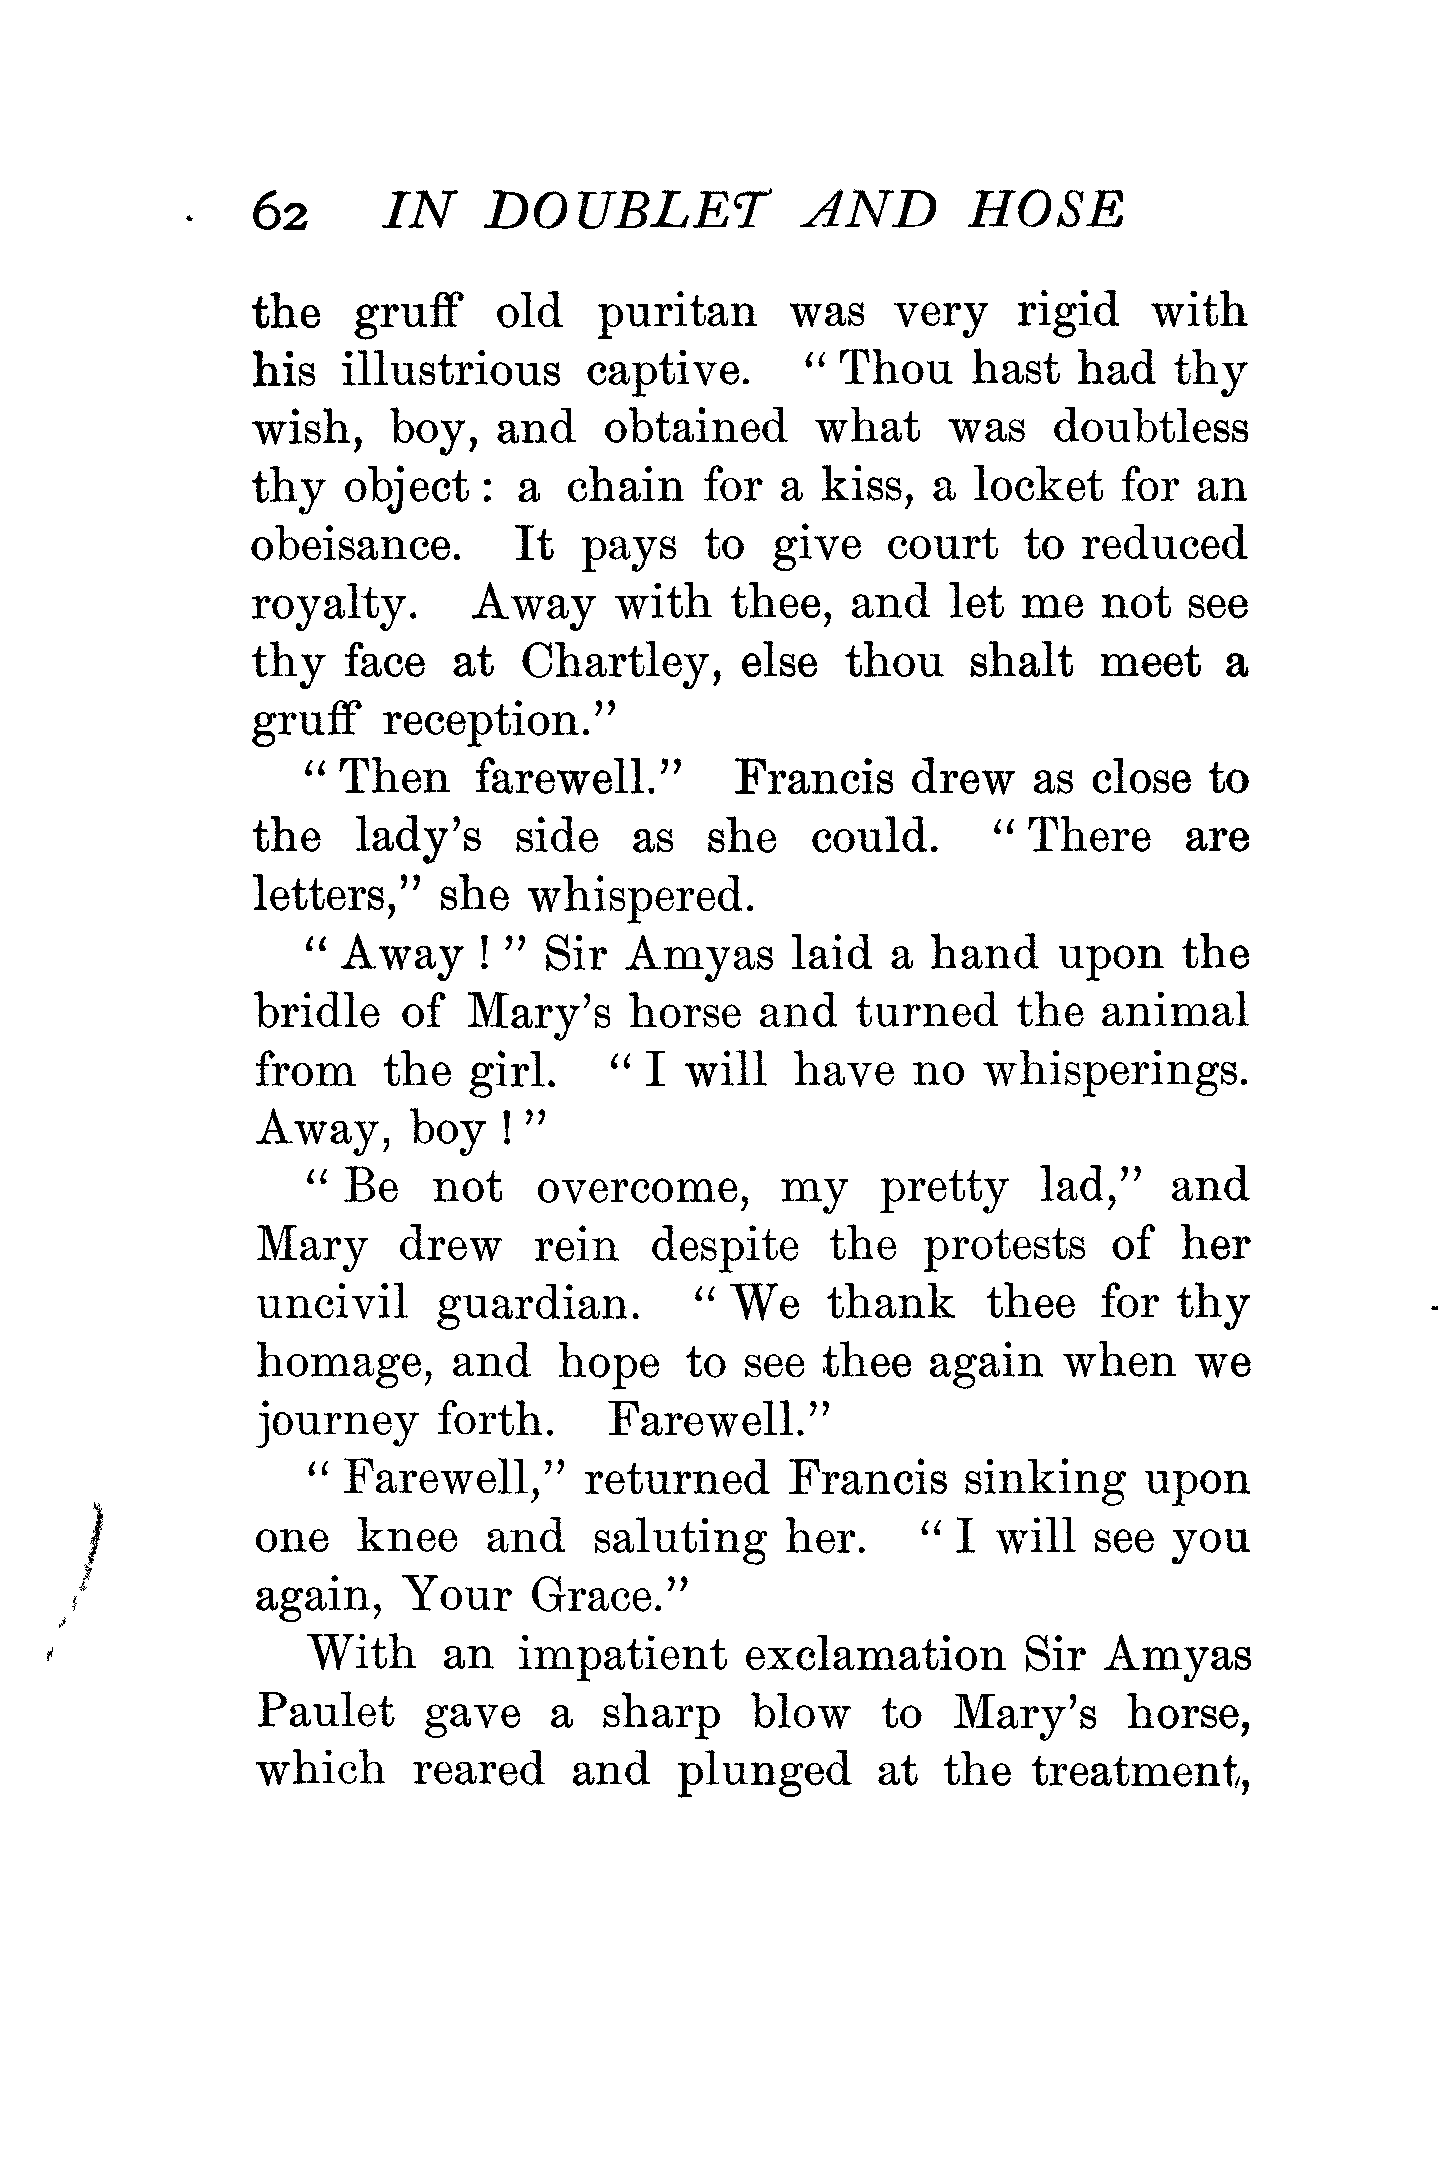 62 IN DOUBLET AND HOSE
the gruff old puritan was very rigid with
his illustrious captive. "Thou hast had thy
wish, boy, and obtained what was doubtless
thy object: a chain for a kiss, a locket for an
obeisance. It pays to give court to reduced
royalty. Away with thee, and let me not see
thy face at Chartley, else thou shalt meet a
gruff reception."
"Then farewell." Francis drew as close to
the lady's side as she could. "There are
letters," she whispered.
"Away!" Sir Amyas laid a hand upon the
bridle of Mary's horse and turned the animal
from the girl. "I will have no whisperings.
Away, boy!"
"Be not overcome, my pretty lad," and
Mary drew rein despite the protests of her
uncivil guardian. "We thank thee for thy
homage, and hope to see thee again when we
journey forth. Farewell."
"Farewell," returned Francis sinking upon
one knee and saluting her. "I will see you
again, Your Grace."
With an impatient exclamation Sir Amyas
Paulet gave a sharp blow to Mary's horse,
which reared and plunged at the treatment,